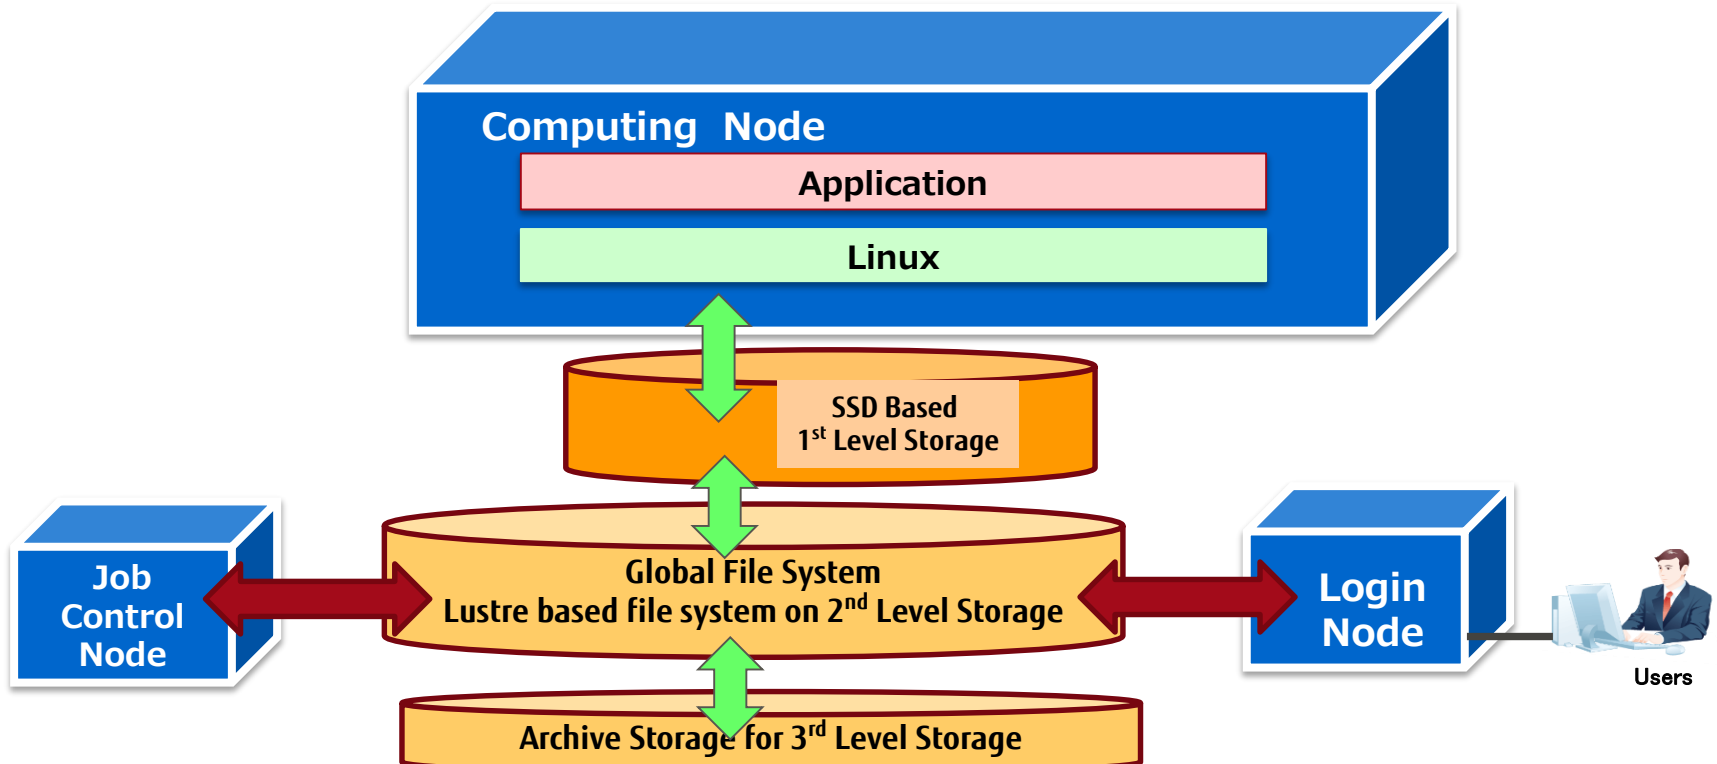 Computing Node
Application
Linux
SSD Based
1st Level Storage
Job
Control
Node
Global File System
Lustre based file system on 2nd Level Storage
Login
Node
Users
Archive Storage for 3rd Level Storage